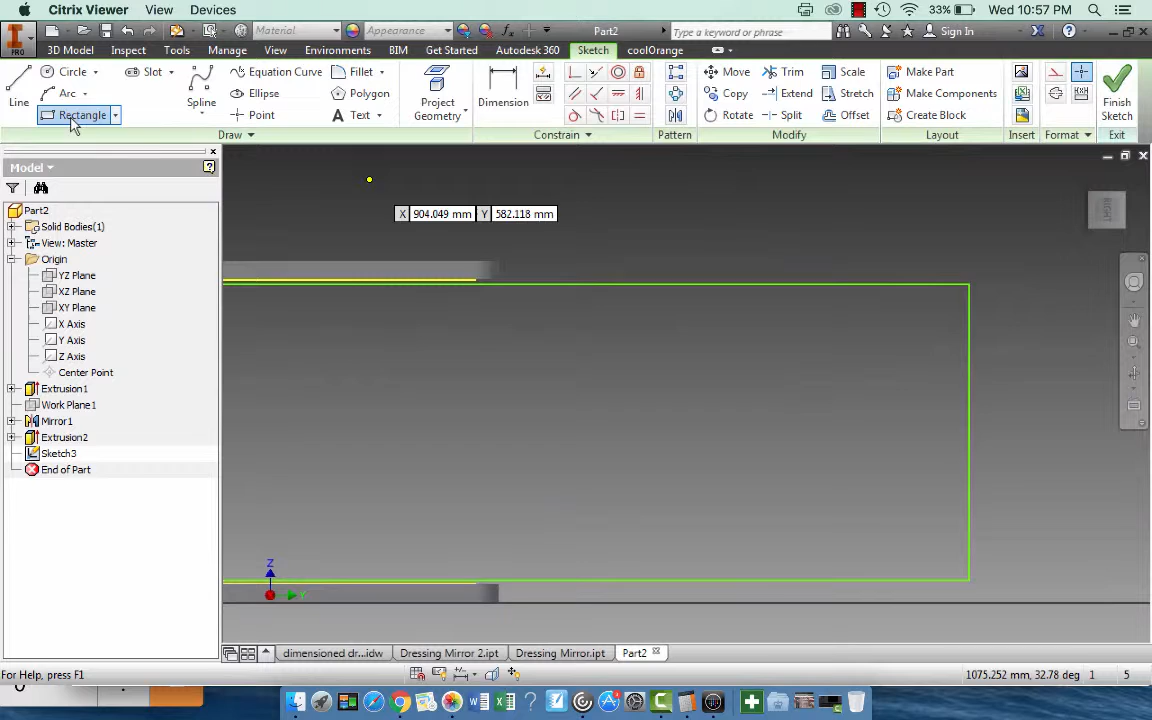 Citrix Viewer View Devices 33% Wed 10:57 PM
Material Appearance Part2 Type a keyword or phrase Sign In
PRO 3D Model Inspect Tools Manage View Environments BIM Get Started Autodesk 360 Sketch coolOrange
Circle Slot Equation Curve Fillet Move Trim Scale Make Part
Arc Ellipse Polygon Copy Extend Stretch Make Components
Line Spline Project Geometry Dimension Finish Sketch
Rectangle Point Text Rotate Split Offset Create Block
Draw Constrain Pattern Modify Layout Insert Format Exit
Model
X 904.049 mm Y 582.118 mm
RIGHT
Part2
Solid Bodies(1)
View: Master
Origin
YZ Plane
XZ Plane
XY Plane
X Axis
Y Axis
Z Axis
Center Point
Extrusion1
Work Plane1
Mirror1
Extrusion2
Sketch3
End of Part
Z
Y
dimensioned dr...idw Dressing Mirror 2.ipt Dressing Mirror.ipt Part2
For Help, press F1 1075.252 mm, 32.78 deg 1 5